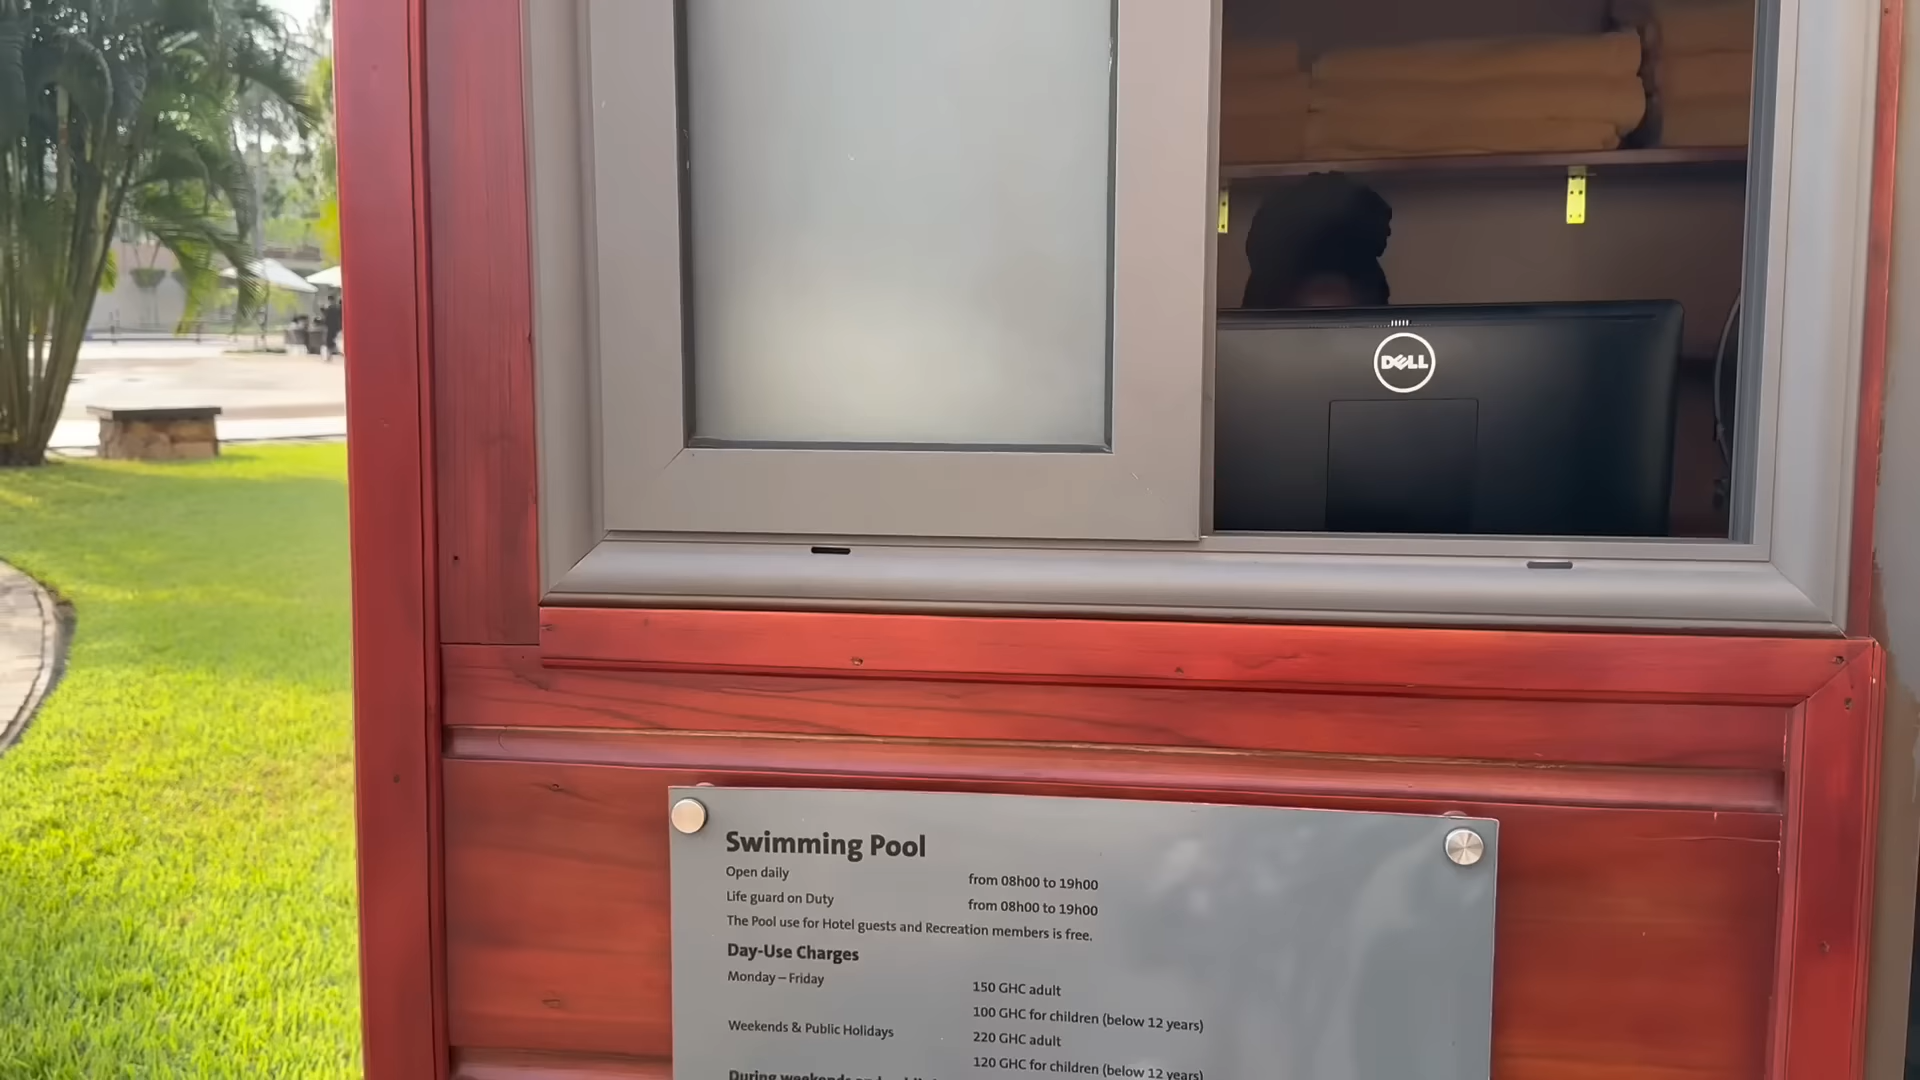 DELL
Swimming Pool
Open daily from 08h00 to 19h00
Life guard on Duty from 08h00 to 19h00
The Pool use for Hotel guests and Recreation members is free.
Day-Use Charges
Monday – Friday 150 GHC adult
100 GHC for children (below 12 years)
Weekends & Public Holidays 220 GHC adult
120 GHC for children (below 12 years)
During weekends